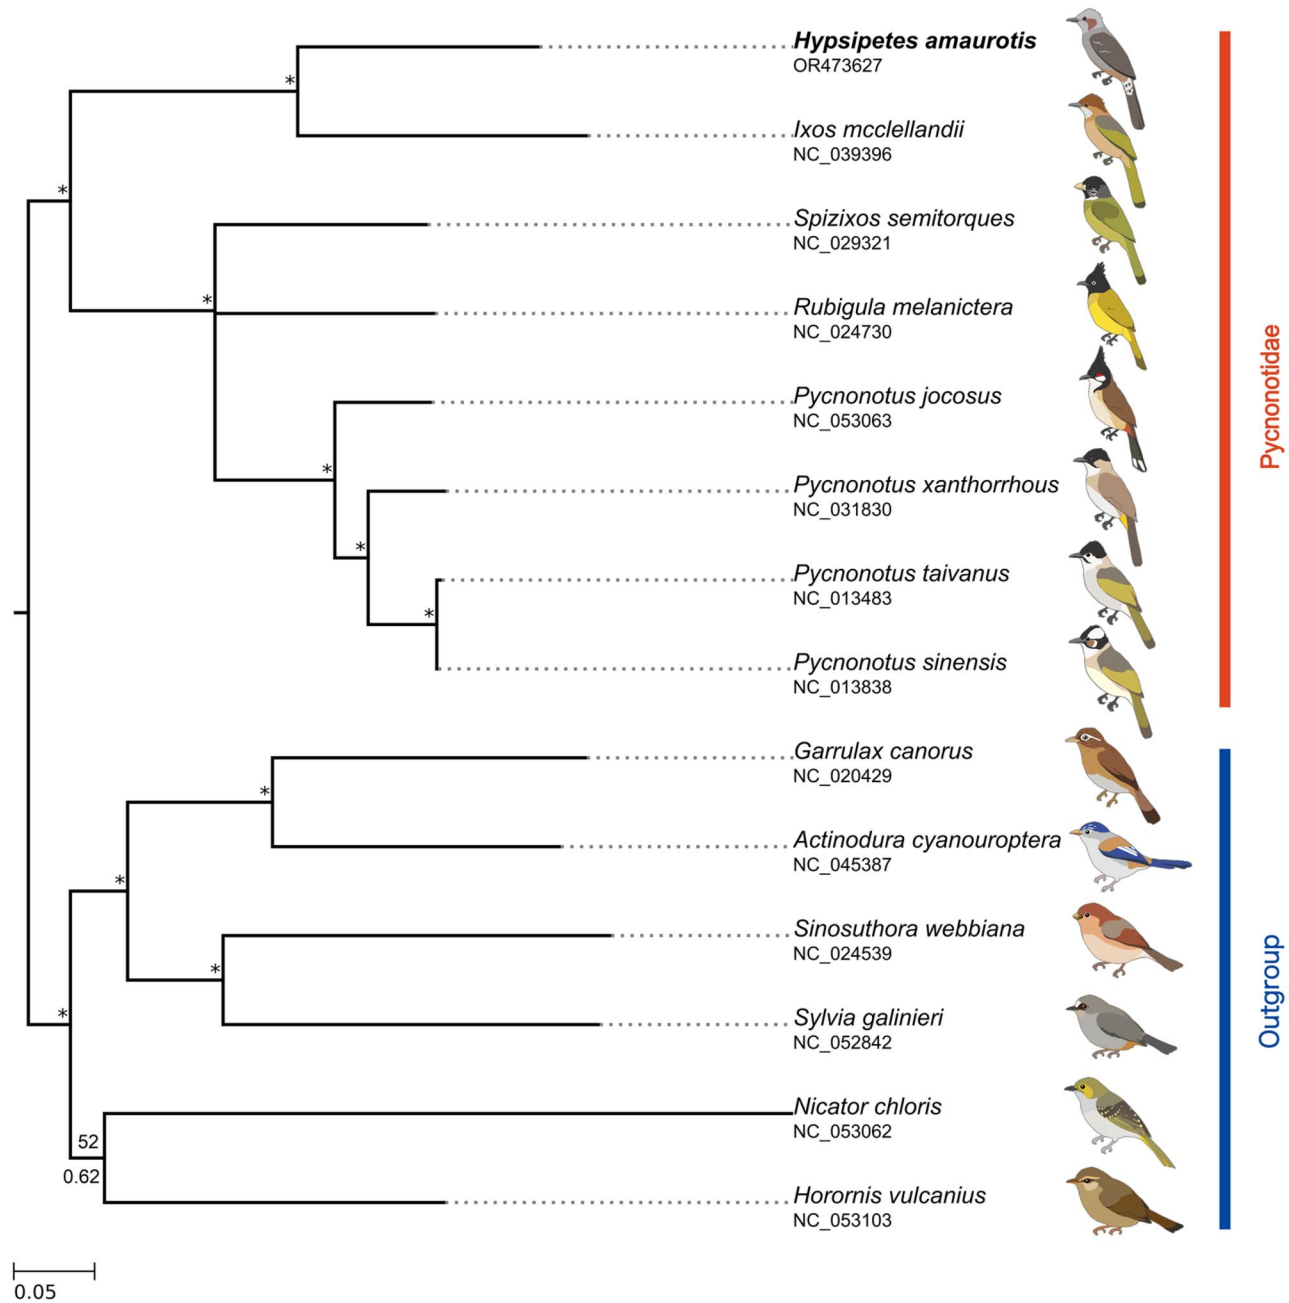 *
Hypsipetes amaurotis
OR473627
Ixos mcclellandii
NC_039396
*
Spizixos semitorques
NC_029321
*
Rubigula melanictera
NC_024730
Pycnonotus jocosus
NC_053063
*
Pycnonotus xanthorrhous
NC_031830
*
Pycnonotus taivanus
NC_013483
*
Pycnonotus sinensis
NC_013838
Pycnonotidae
Garrulax canorus
NC_020429
*
Actinodura cyanouroptera
NC_045387
*
Sinosuthora webbiana
NC_024539
*
Sylvia galinieri
NC_052842
*
Nicator chloris
NC_053062
52
0.62
Horornis vulcanius
NC_053103
Outgroup
0.05